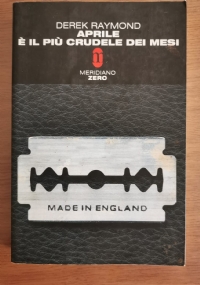 DEREK RAYMOND
APRILE
È IL PIÙ CRUDELE DEI MESI
MERIDIANO
ZERO
MADE IN ENGLAND